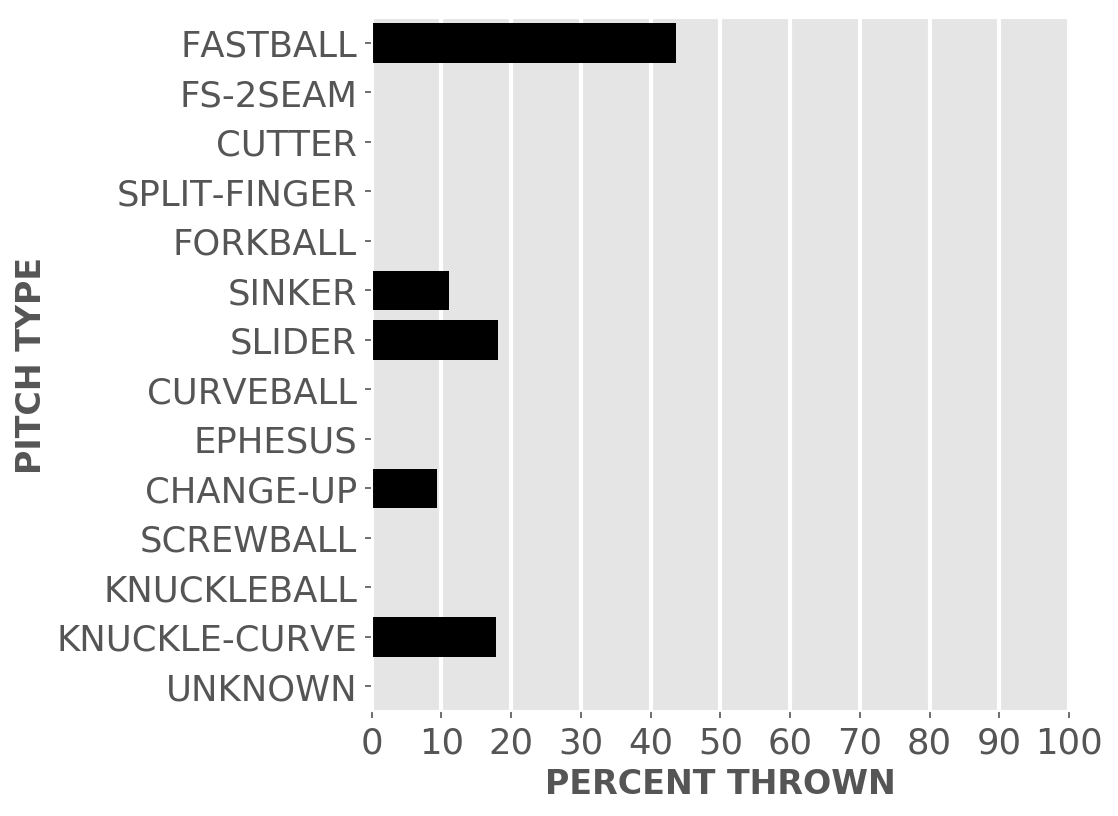 FASTBALL
FS-2SEAM
CUTTER
SPLIT-FINGER
FORKBALL
SINKER
SLIDER
CURVEBALL
EPHESUS
CHANGE-UP
SCREWBALL
KNUCKLEBALL
KNUCKLE-CURVE
UNKNOWN
PITCH TYPE
0 10 20 30 40 50 60 70 80 90 100
PERCENT THROWN